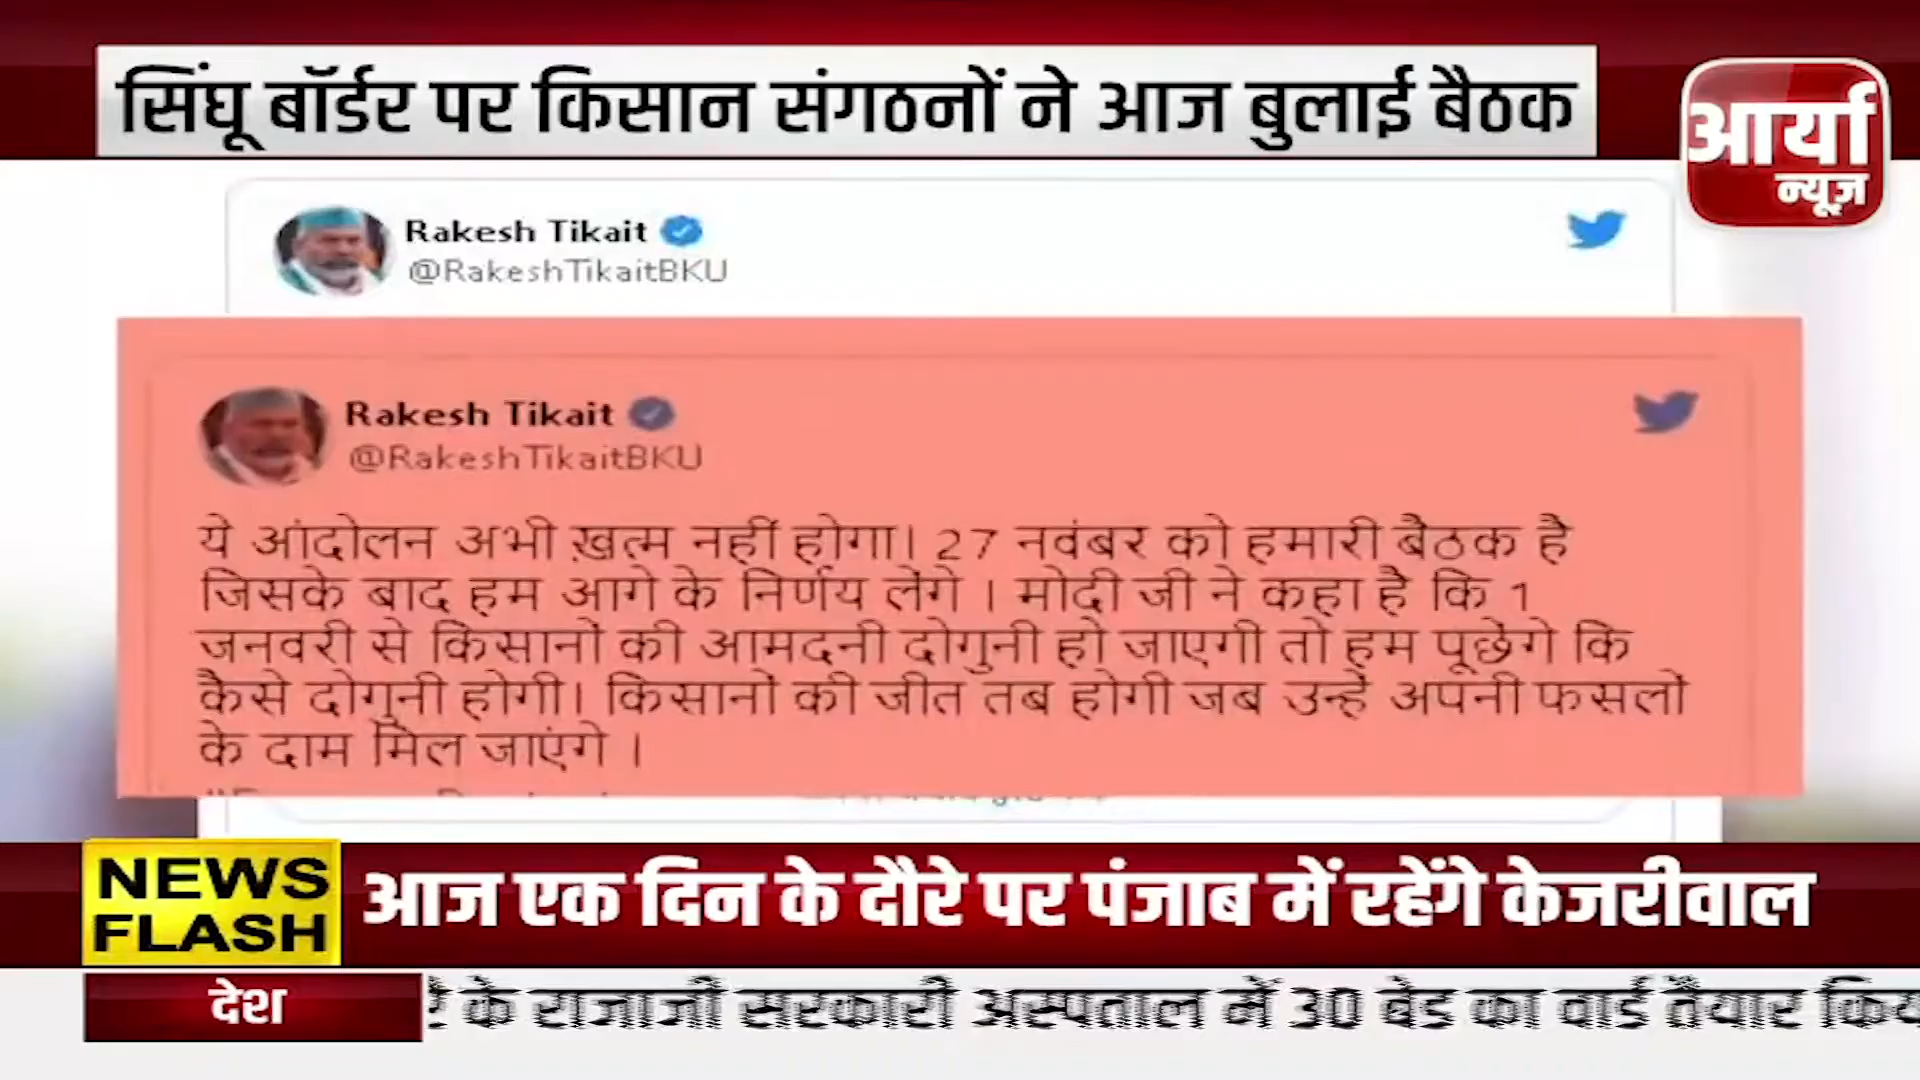 सिंघू बॉर्डर पर किसान संगठनों ने आज बुलाई बैठक
आर्या
न्यूज़
Rakesh Tikait
@RakeshTikaitBKU
Rakesh Tikait
@RakeshTikaitBKU
ये आंदोलन अभी ख़त्म नहीं होगा। 27 नवंबर को हमारी बैठक है
जिसके बाद हम आगे के निर्णय लेंगे । मोदी जी ने कहा है कि 1
जनवरी से किसानों की आमदनी दोगुनी हो जाएगी तो हम पूछेंगे कि
कैसे दोगुनी होगी। किसानों की जीत तब होगी जब उन्हें अपनी फसलों
के दाम मिल जाएंगे ।
NEWS
FLASH
आज एक दिन के दौरे पर पंजाब में रहेंगे केजरीवाल
देश
के राजाजी सरकारी अस्पताल में 30 बेड का वार्ड तैयार